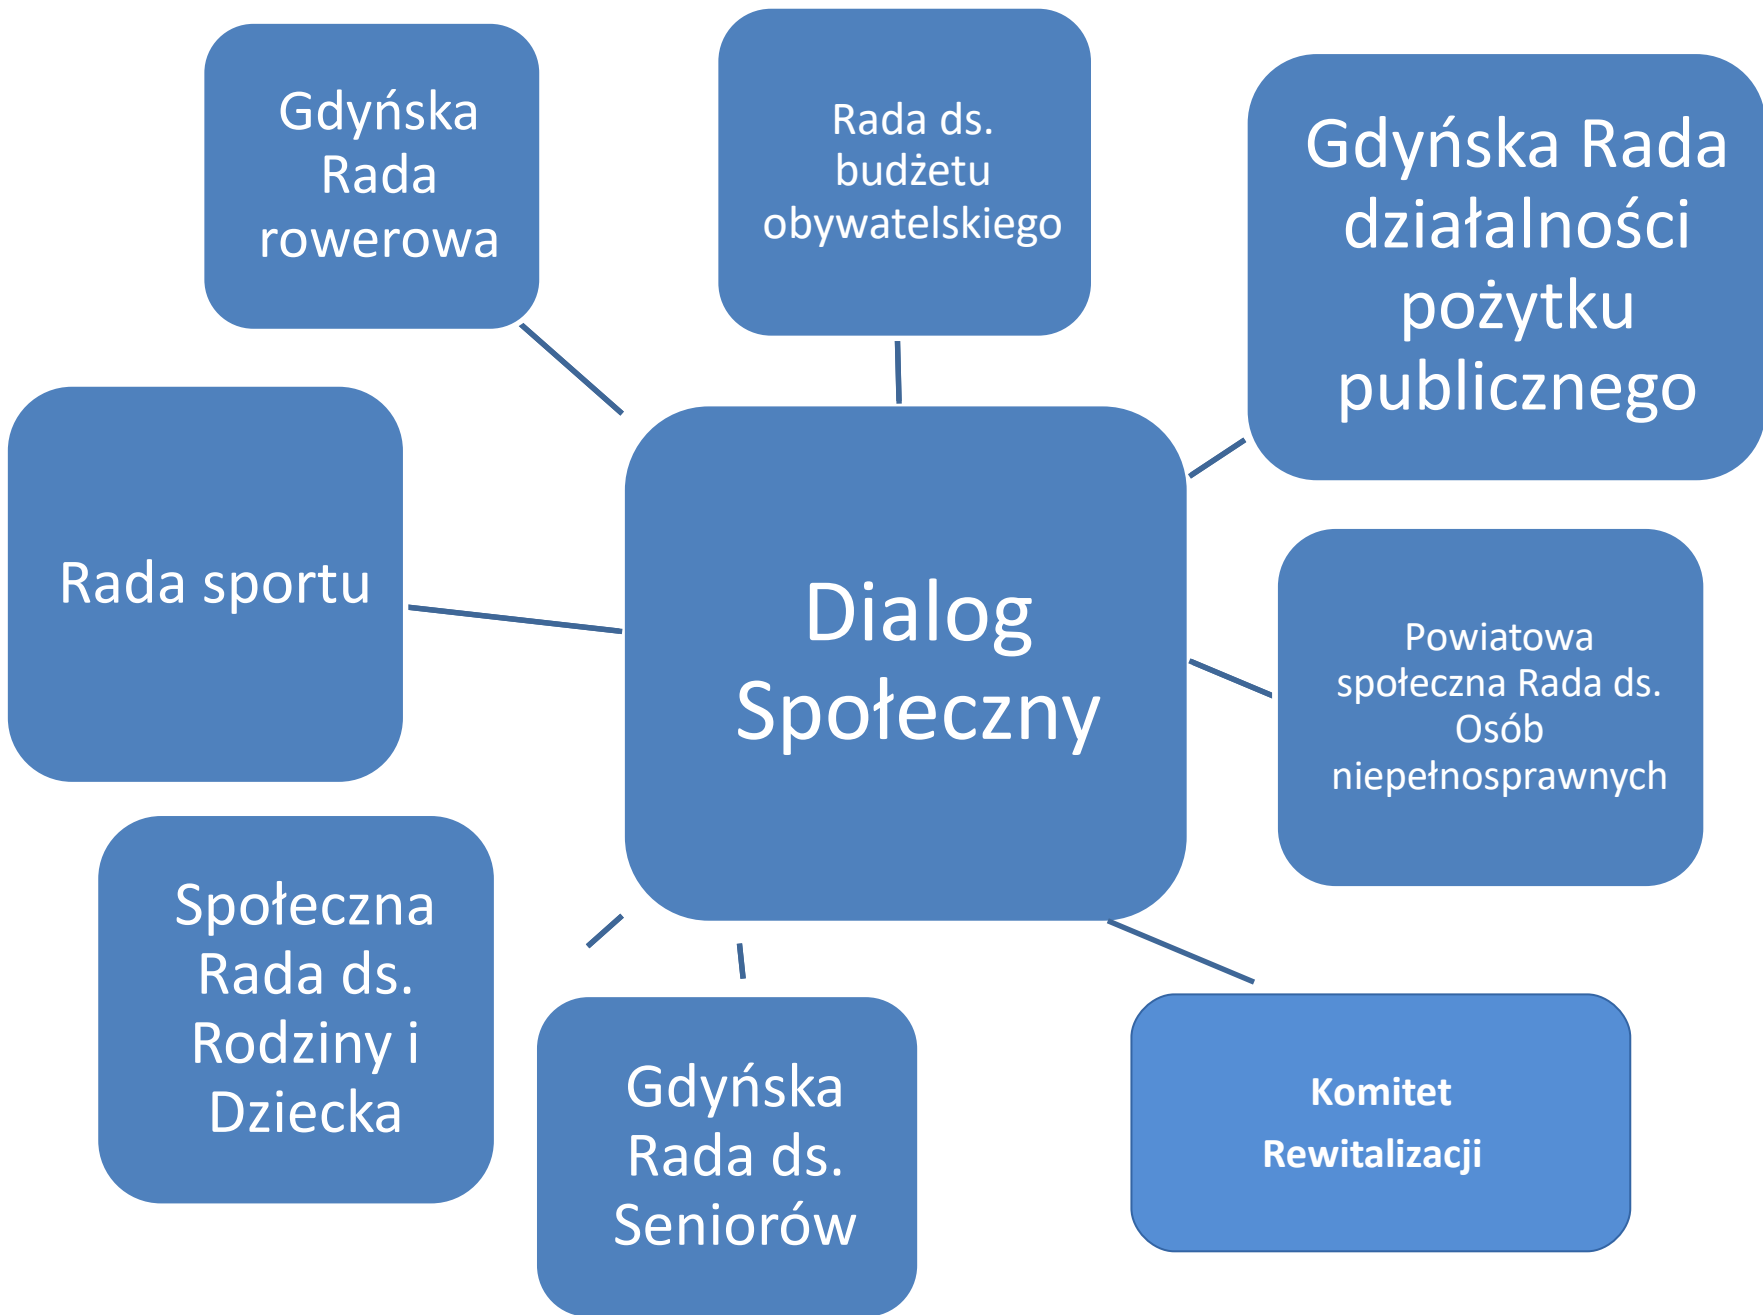 Gdyńska
Rada
rowerowa
Rada ds.
budżetu
obywatelskiego
Gdyńska Rada
działalności
pożytku
publicznego
Rada sportu
Dialog
Społeczny
Powiatowa
społeczna Rada ds.
Osób
niepełnosprawnych
Społeczna
Rada ds.
Rodziny i
Dziecka
Gdyńska
Rada ds.
Seniorów
Komitet
Rewitalizacji